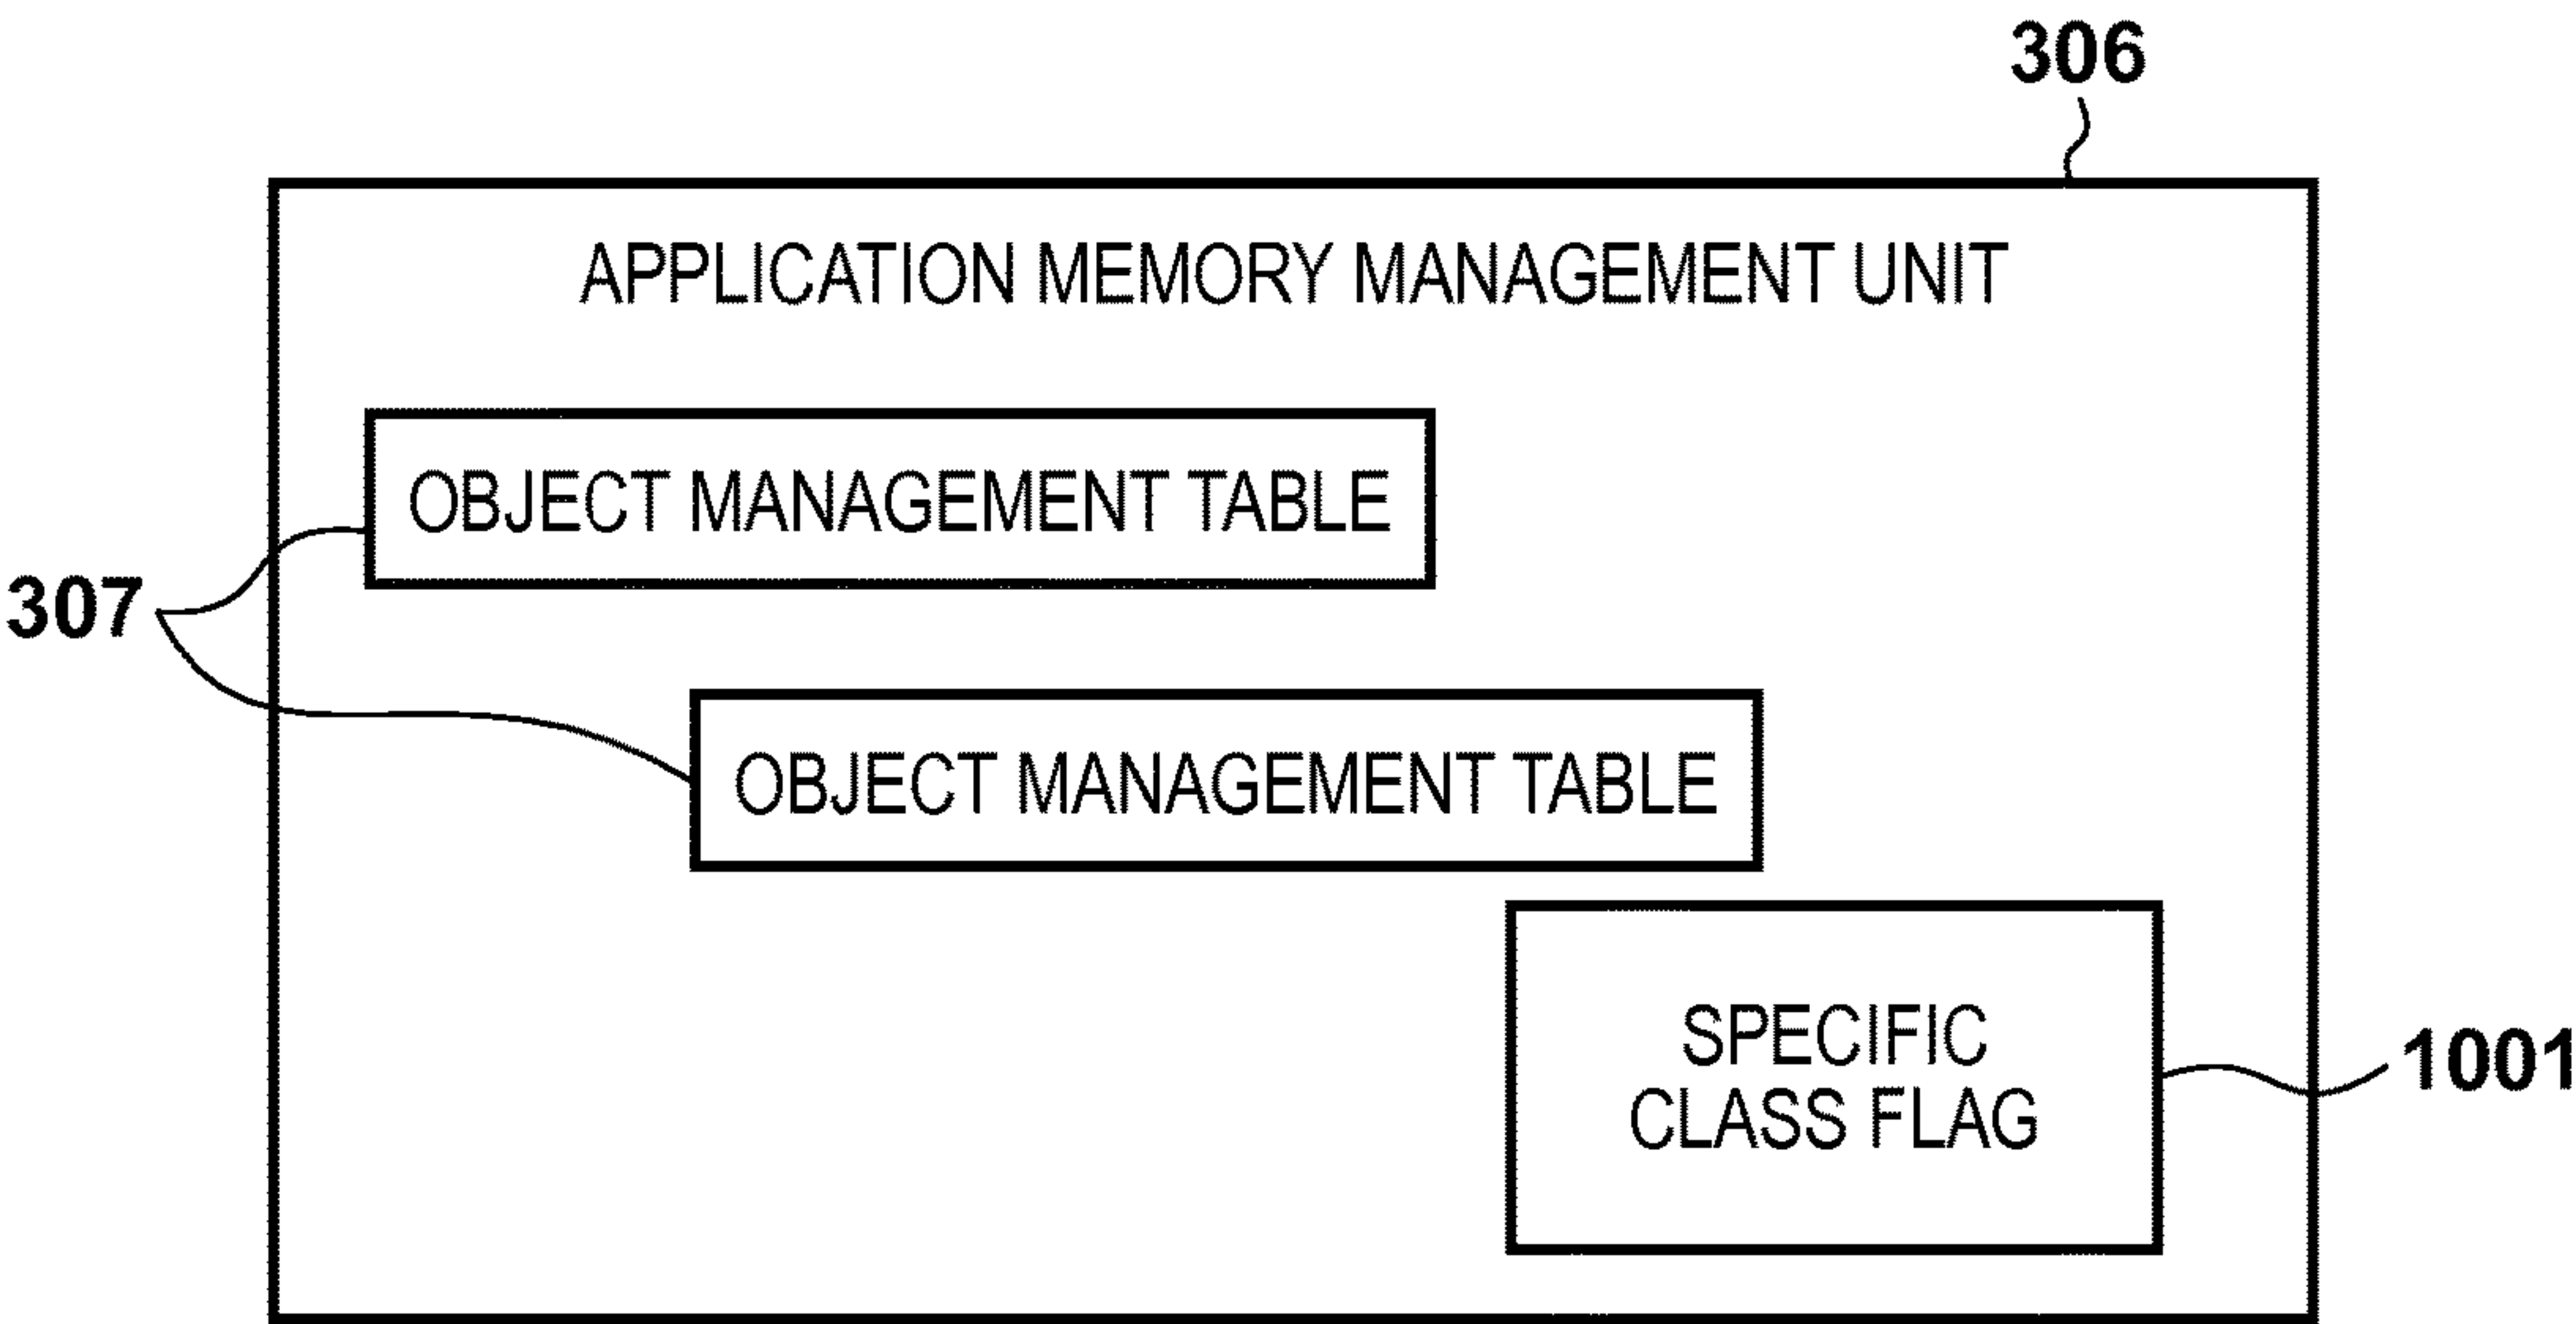 306
APPLICATION MEMORY MANAGEMENT UNIT
OBJECT MANAGEMENT TABLE
307
OBJECT MANAGEMENT TABLE
SPECIFIC
CLASS FLAG
1001